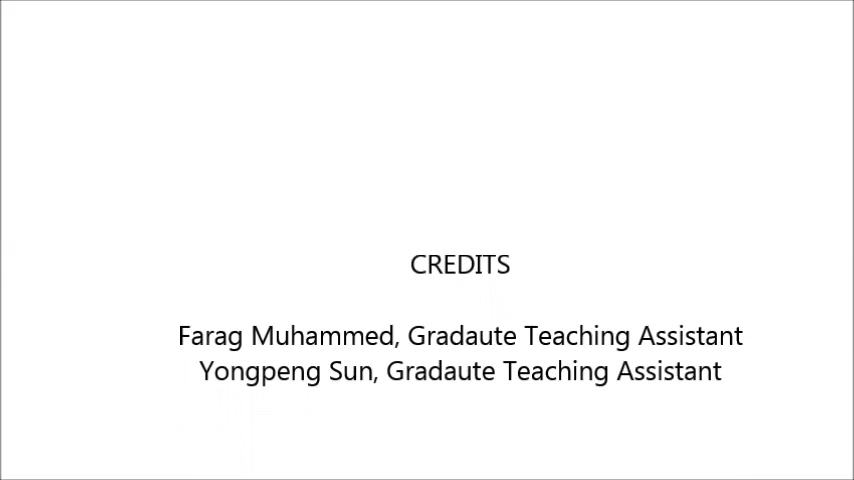 CREDITS
Farag Muhammed, Gradaute Teaching Assistant
Yongpeng Sun, Gradaute Teaching Assistant